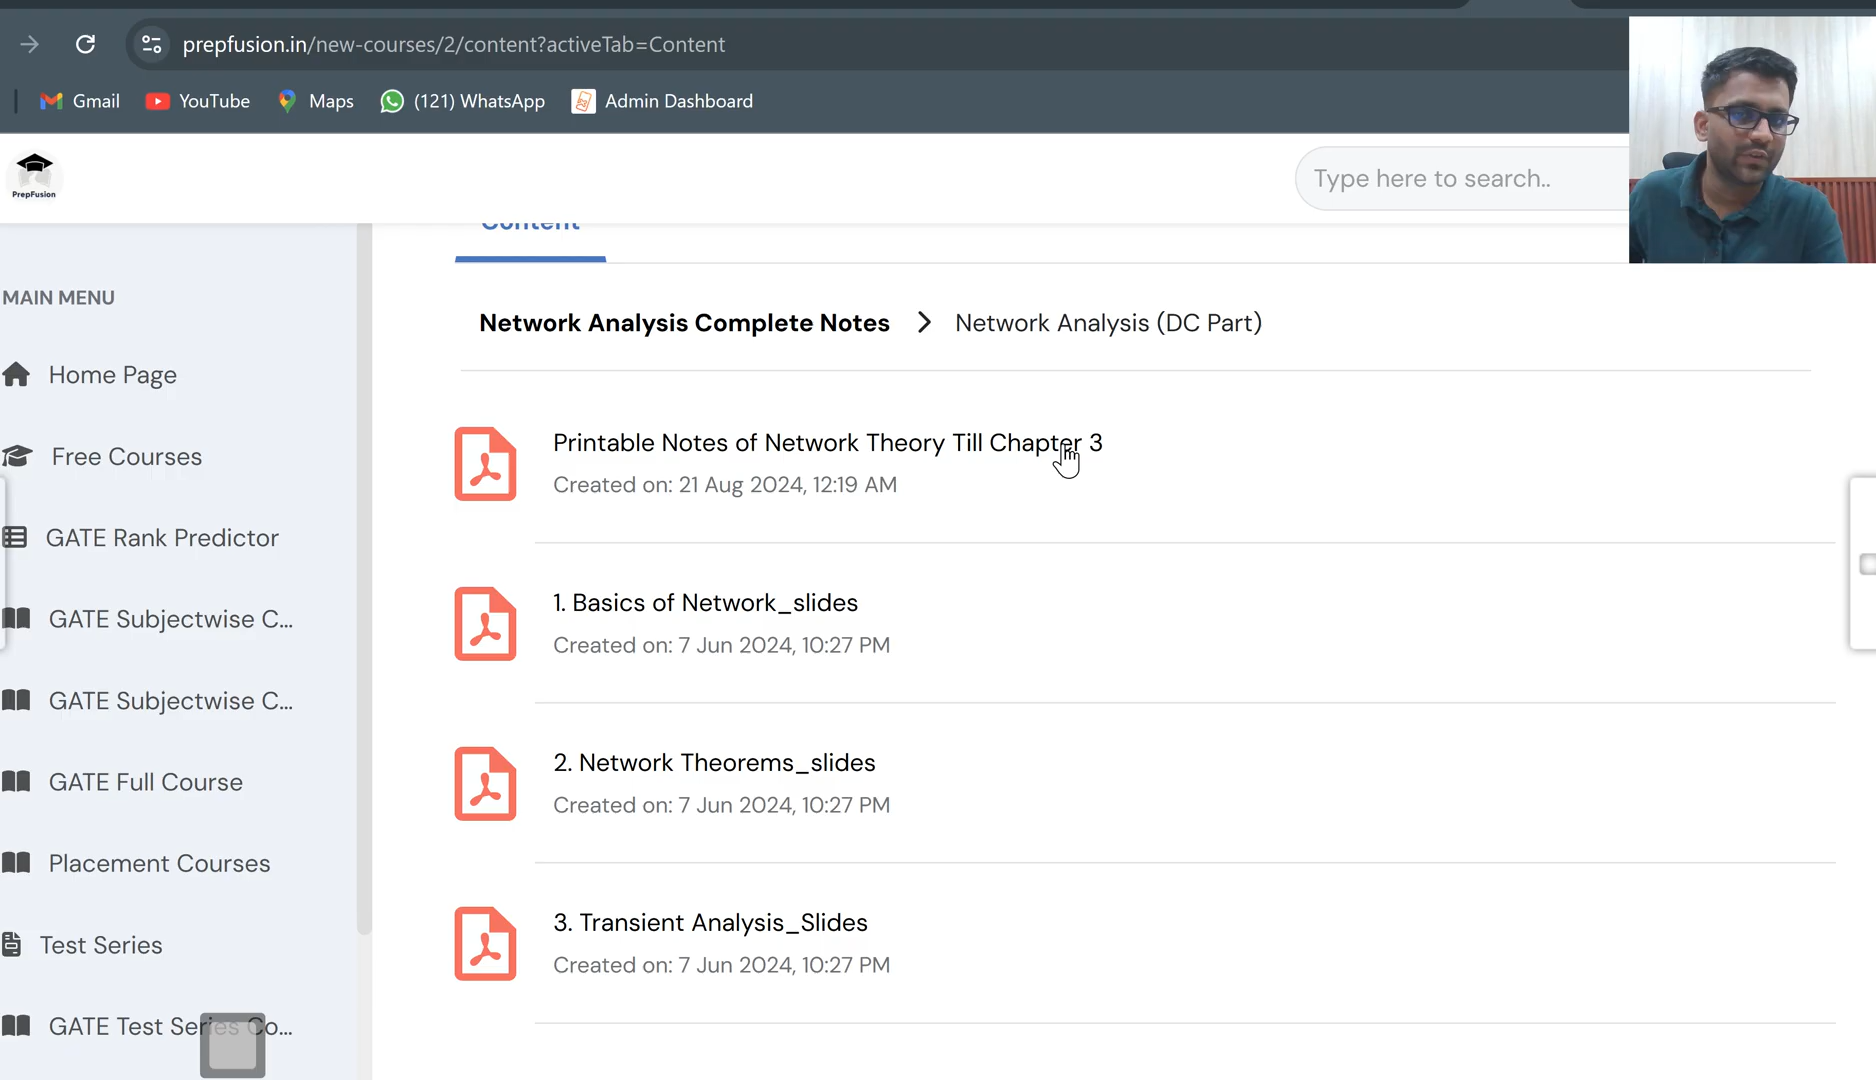 prepfusion.in/new-courses/2/content?activeTab=Content
Gmail YouTube Maps (121) WhatsApp Admin Dashboard
PrepFusion
Type here to search..
Content
MAIN MENU
Home Page
Free Courses
GATE Rank Predictor
GATE Subjectwise C...
GATE Subjectwise C...
GATE Full Course
Placement Courses
Test Series
GATE Test Series Co...
Network Analysis Complete Notes > Network Analysis (DC Part)
Printable Notes of Network Theory Till Chapter 3
Created on: 21 Aug 2024, 12:19 AM
1. Basics of Network_slides
Created on: 7 Jun 2024, 10:27 PM
2. Network Theorems_slides
Created on: 7 Jun 2024, 10:27 PM
3. Transient Analysis_Slides
Created on: 7 Jun 2024, 10:27 PM